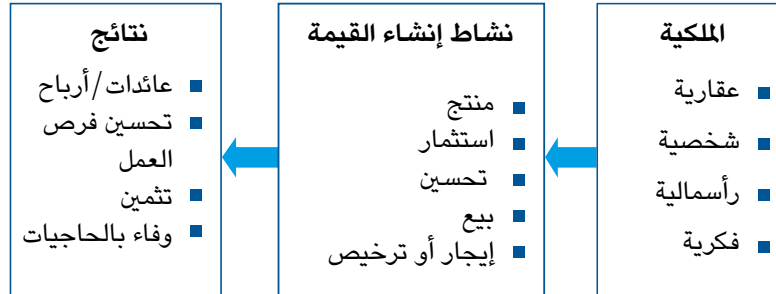 الملكية
عقارية
شخصية
رأسمالية
فكرية
نشاط إنشاء القيمة
منتج
استثمار
تحسين
بيع
إيجار أو ترخيص
نتائج
عائدات/أرباح
تحسين فرص
العمل
تثمين
وفاء بالحاجيات